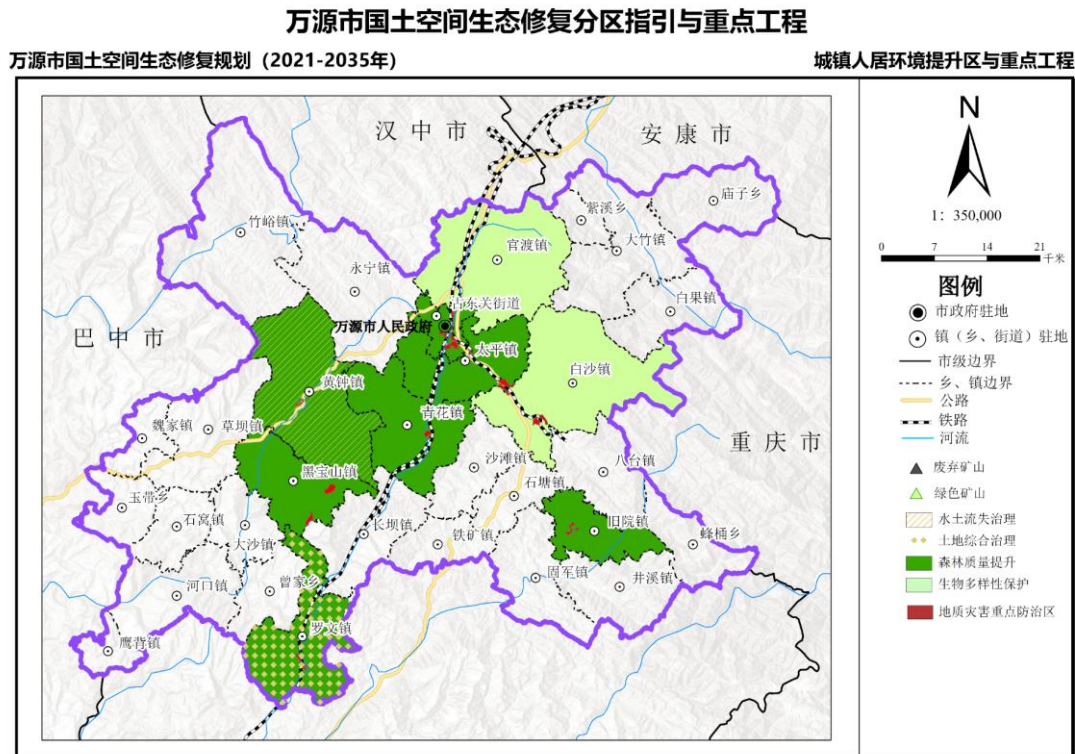 万源市国土空间生态修复分区指引与重点工程
万源市国土空间生态修复规划（2021-2035年）
城镇人居环境提升区与重点工程
汉中市
安康市
巴中市
重庆市
庙子乡
紫溪乡
竹峪镇
官渡镇
大竹镇
永宁镇
白果镇
古东关街道
万源市人民政府
太平镇
白沙镇
黄钟镇
青花镇
魏家镇
草坝镇
沙滩镇
八台镇
黑宝山镇
石塘镇
玉带乡
石窝镇
大沙镇
长坝镇
铁矿镇
旧院镇
蜂桶乡
固军镇
井溪镇
河口镇
曾家乡
罗文镇
鹰背镇
N
1：350,000
0 7 14 21
千米
图例
市政府驻地
镇（乡、街道）驻地
市级边界
乡、镇边界
公路
铁路
河流
废弃矿山
绿色矿山
水土流失治理
土地综合治理
森林质量提升
生物多样性保护
地质灾害重点防治区